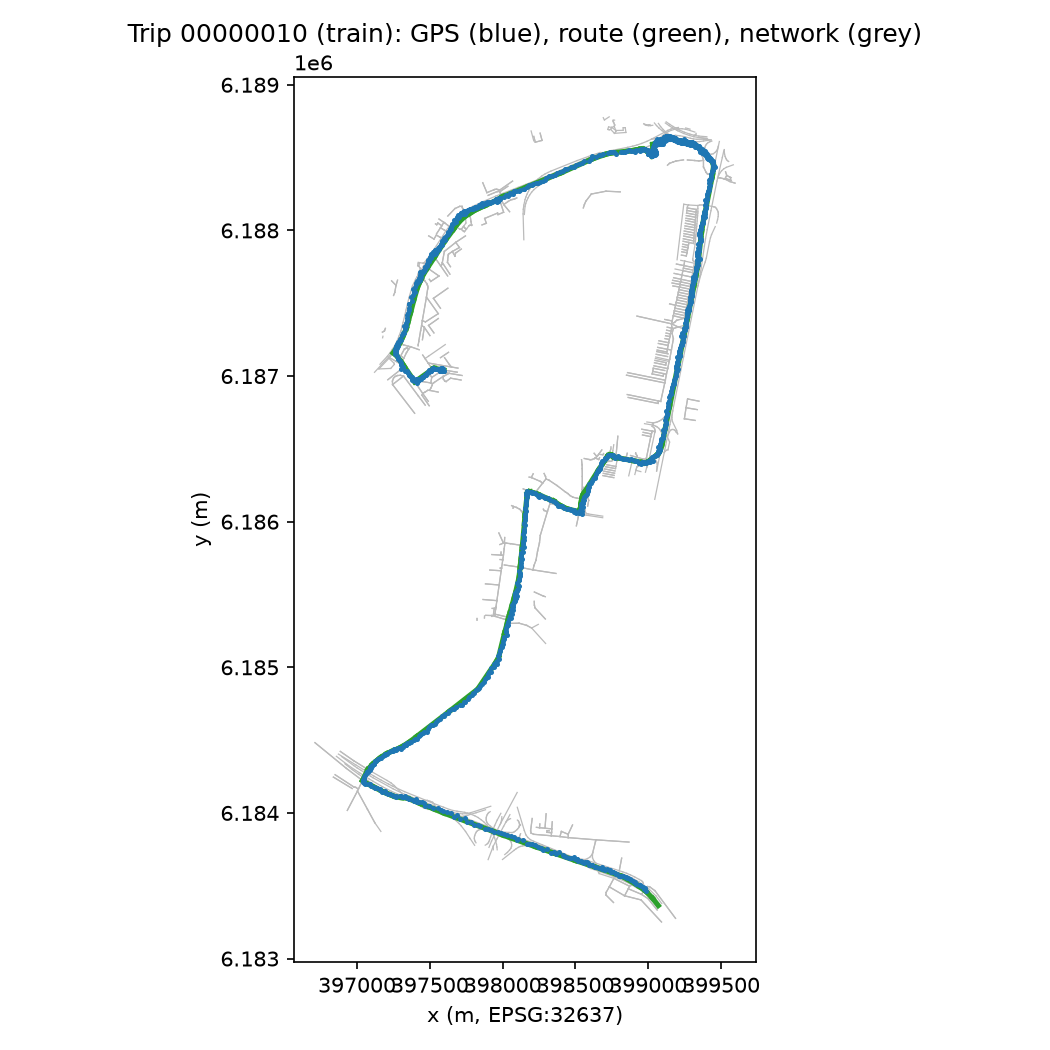 Trip 00000010 (train): GPS (blue), route (green), network (grey)
1e6
6.189
6.188
6.187
6.186
6.185
6.184
6.183
y (m)
397000 397500 398000 398500 399000 399500
x (m, EPSG:32637)